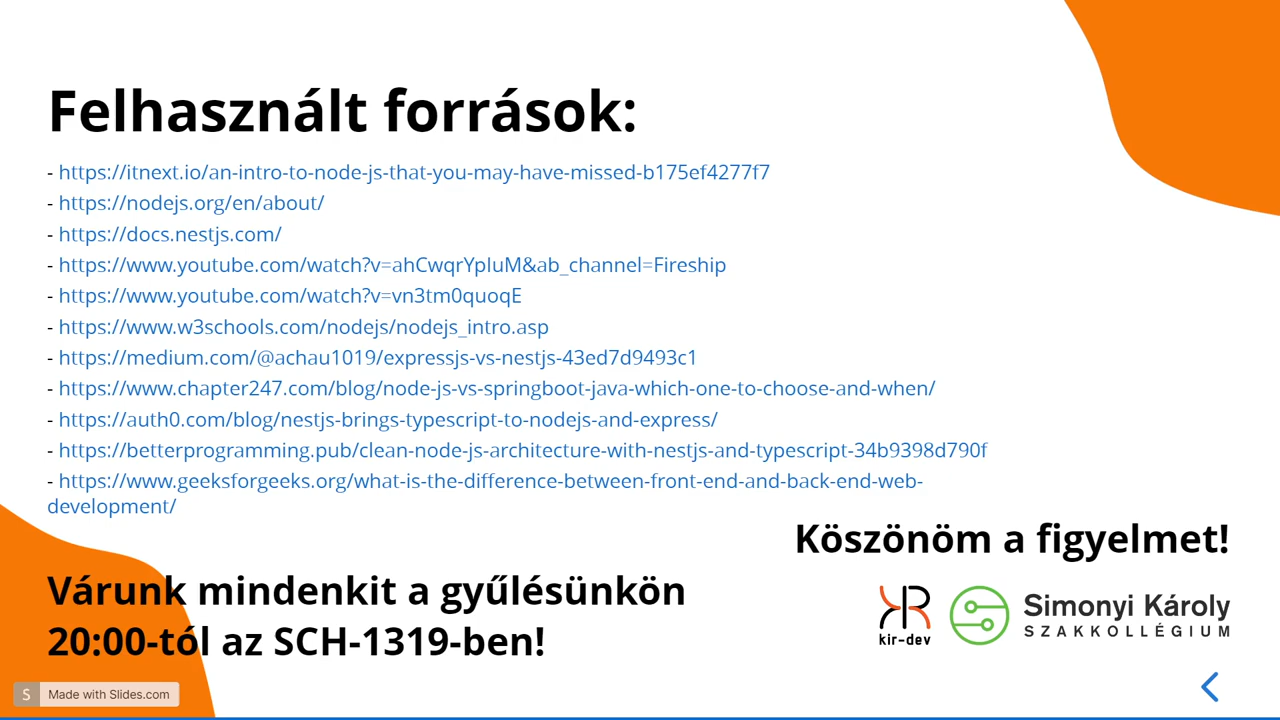 Felhasznált források:
- https://itnext.io/an-intro-to-node-js-that-you-may-have-missed-b175ef4277f7
- https://nodejs.org/en/about/
- https://docs.nestjs.com/
- https://www.youtube.com/watch?v=ahCwqrYpIuM&ab_channel=Fireship
- https://www.youtube.com/watch?v=vn3tm0quoqE
- https://www.w3schools.com/nodejs/nodejs_intro.asp
- https://medium.com/@achau1019/expressjs-vs-nestjs-43ed7d9493c1
- https://www.chapter247.com/blog/node-js-vs-springboot-java-which-one-to-choose-and-when/
- https://auth0.com/blog/nestjs-brings-typescript-to-nodejs-and-express/
- https://betterprogramming.pub/clean-node-js-architecture-with-nestjs-and-typescript-34b9398d790f
- https://www.geeksforgeeks.org/what-is-the-difference-between-front-end-and-back-end-web-
development/
Köszönöm a figyelmet!
Várunk mindenkit a gyűlésünkön
20:00-tól az SCH-1319-ben!
KR
kir-dev
Simonyi Károly
SZAKKOLLÉGIUM
S Made with Slides.com